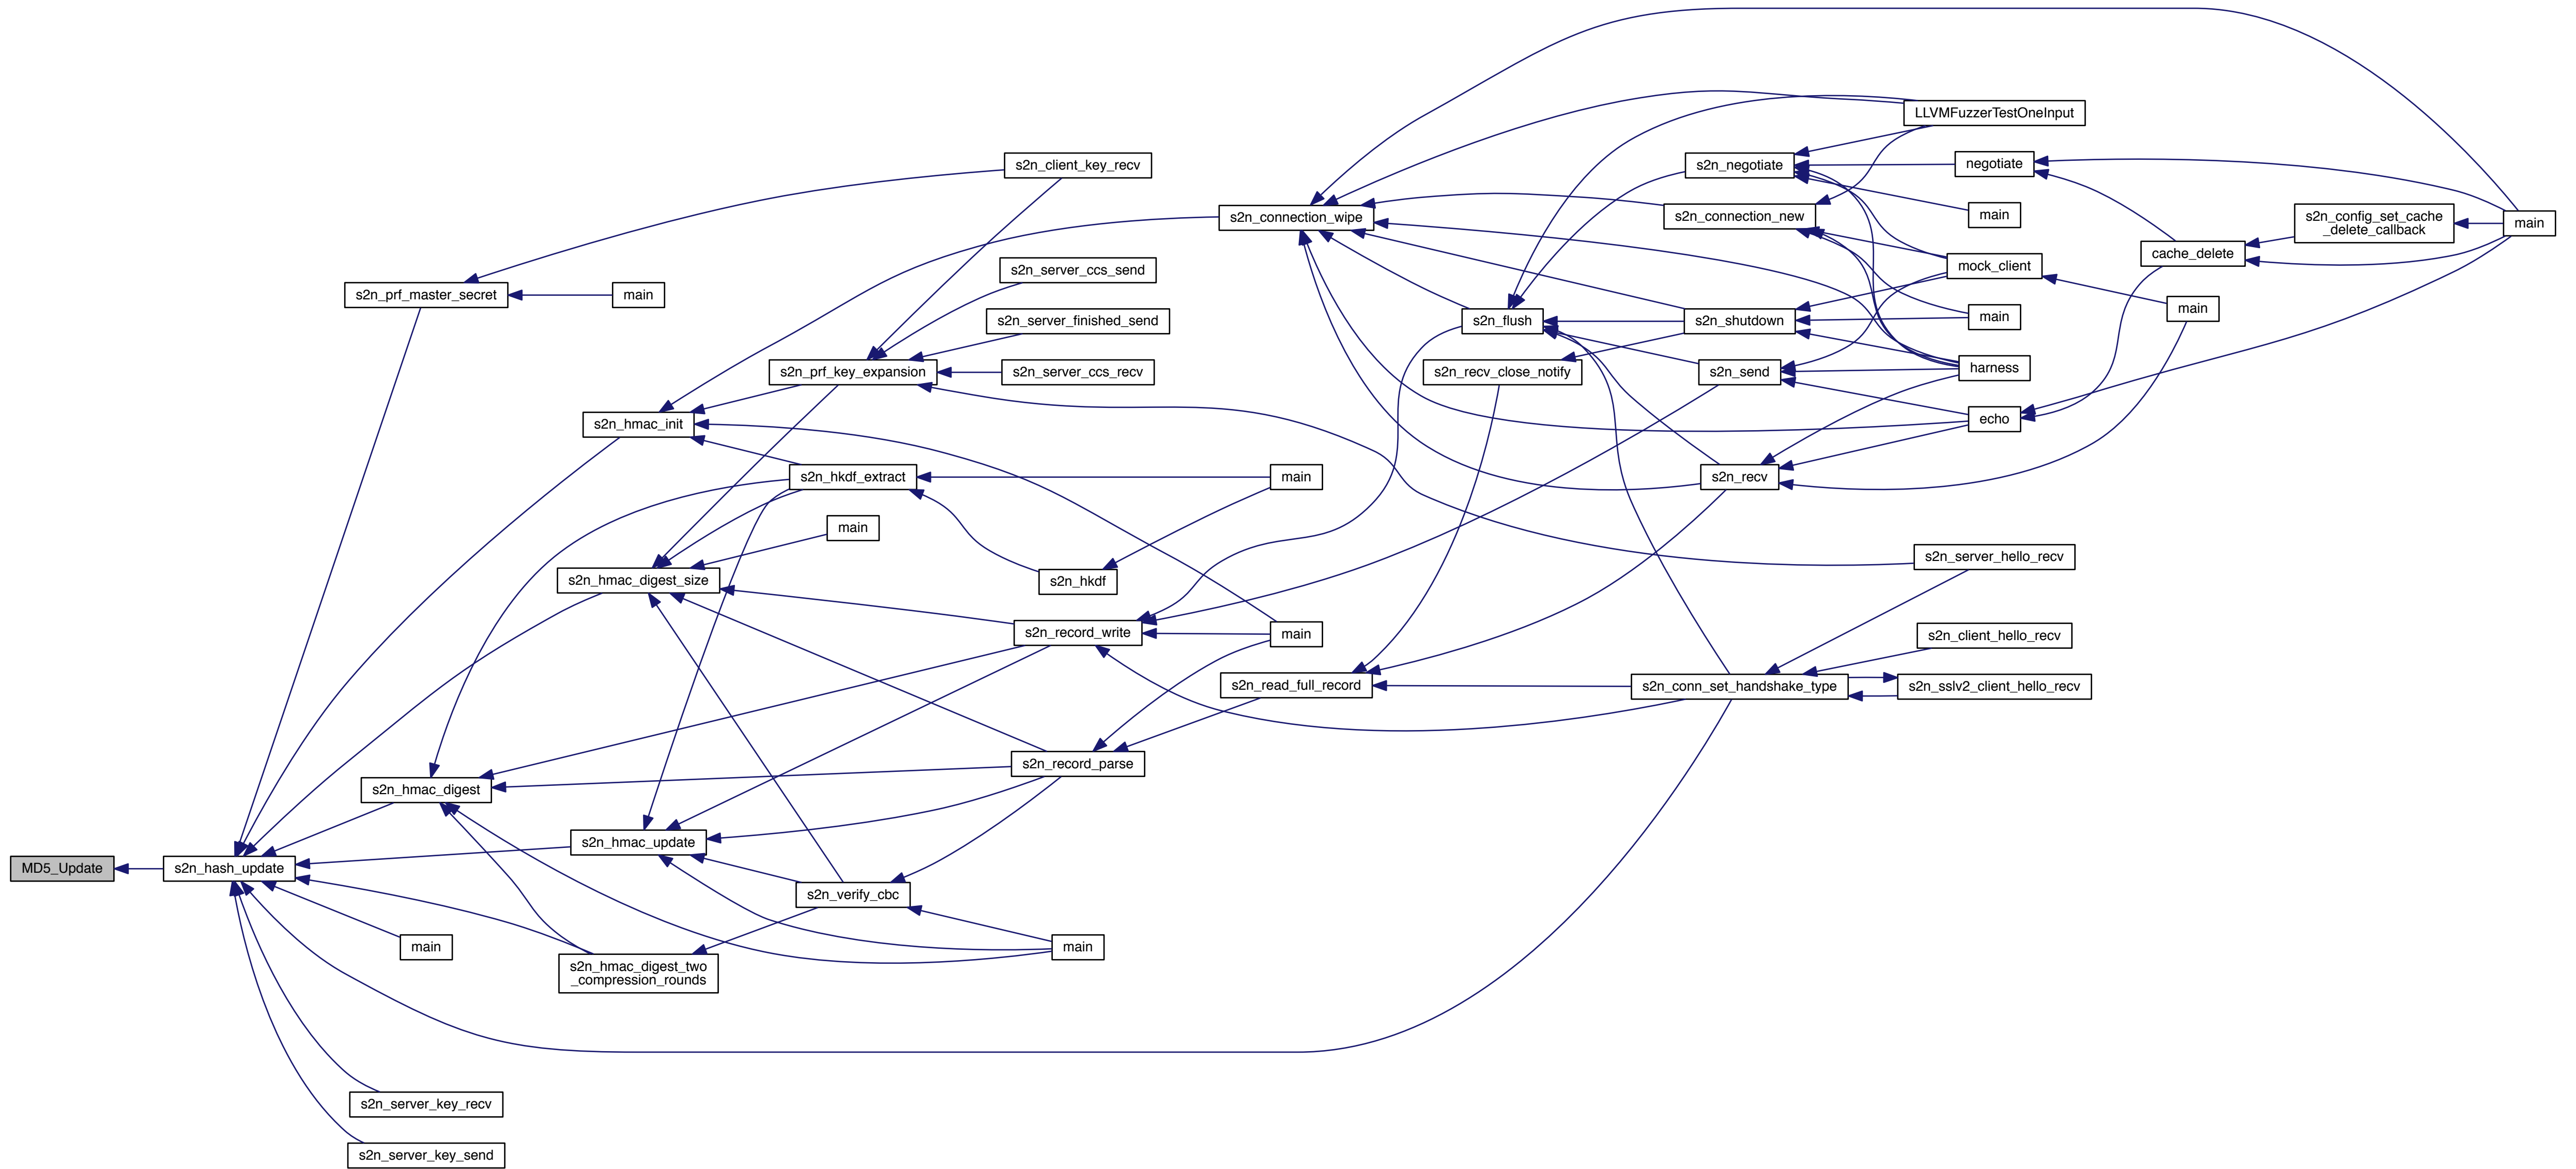 LLVMFuzzerTestOneInput
s2n_client_key_recv
s2n_negotiate
negotiate
s2n_connection_wipe
s2n_connection_new
main
s2n_config_set_cache
_delete_callback
main
cache_delete
s2n_server_ccs_send
mock_client
s2n_prf_master_secret
main
s2n_server_finished_send
s2n_flush
s2n_shutdown
main
main
s2n_prf_key_expansion
s2n_server_ccs_recv
s2n_recv_close_notify
s2n_send
harness
s2n_hmac_init
echo
s2n_hkdf_extract
main
s2n_recv
main
s2n_hmac_digest_size
s2n_hkdf
s2n_server_hello_recv
s2n_record_write
main
s2n_client_hello_recv
s2n_read_full_record
s2n_conn_set_handshake_type
s2n_sslv2_client_hello_recv
s2n_hmac_digest
s2n_record_parse
s2n_hmac_update
MD5_Update
s2n_hash_update
s2n_verify_cbc
main
main
s2n_hmac_digest_two
_compression_rounds
s2n_server_key_recv
s2n_server_key_send